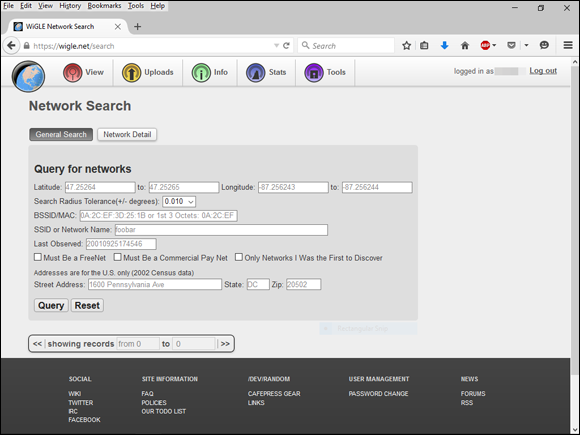 File Edit View History Bookmarks Tools Help
WiGLE Network Search
https://wigle.net/search
Search
View
Uploads
Info
Stats
Tools
logged in as
Log out
Network Search
General Search
Network Detail
Query for networks
Latitude: 47.25264 to: 47.25265 Longitude: -87.256243 to: -87.256244
Search Radius Tolerance(+/- degrees): 0.010
BSSID/MAC: 0A:2C:EF:3D:25:1B or 1st 3 Octets: 0A:2C:EF
SSID or Network Name: foobar
Last Observed: 20010925174546
Must Be a FreeNet Must Be a Commercial Pay Net Only Networks I Was the First to Discover
Addresses are for the U.S. only (2002 Census data)
Street Address: 1600 Pennsylvania Ave State: DC Zip: 20502
Query Reset
<< showing records from 0 to 0 >>
SOCIAL SITE INFORMATION /DEV/RANDOM USER MANAGEMENT NEWS
WIKI FAQ CAFEPRESS GEAR PASSWORD CHANGE FORUMS
TWITTER POLICIES LINKS RSS
IRC OUR TODO LIST
FACEBOOK